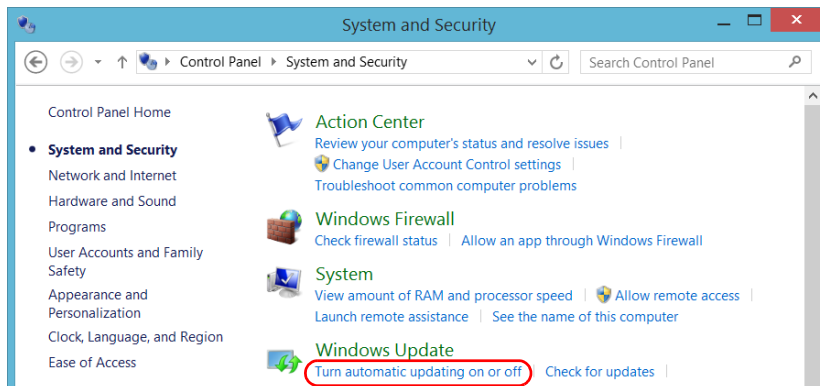 System and Security
Control Panel System and Security
Search Control Panel
Control Panel Home
System and Security
Network and Internet
Hardware and Sound
Programs
User Accounts and Family
Safety
Appearance and
Personalization
Clock, Language, and Region
Ease of Access
Action Center
Review your computer's status and resolve issues
Change User Account Control settings
Troubleshoot common computer problems
Windows Firewall
Check firewall status Allow an app through Windows Firewall
System
View amount of RAM and processor speed Allow remote access
Launch remote assistance See the name of this computer
Windows Update
Turn automatic updating on or off Check for updates